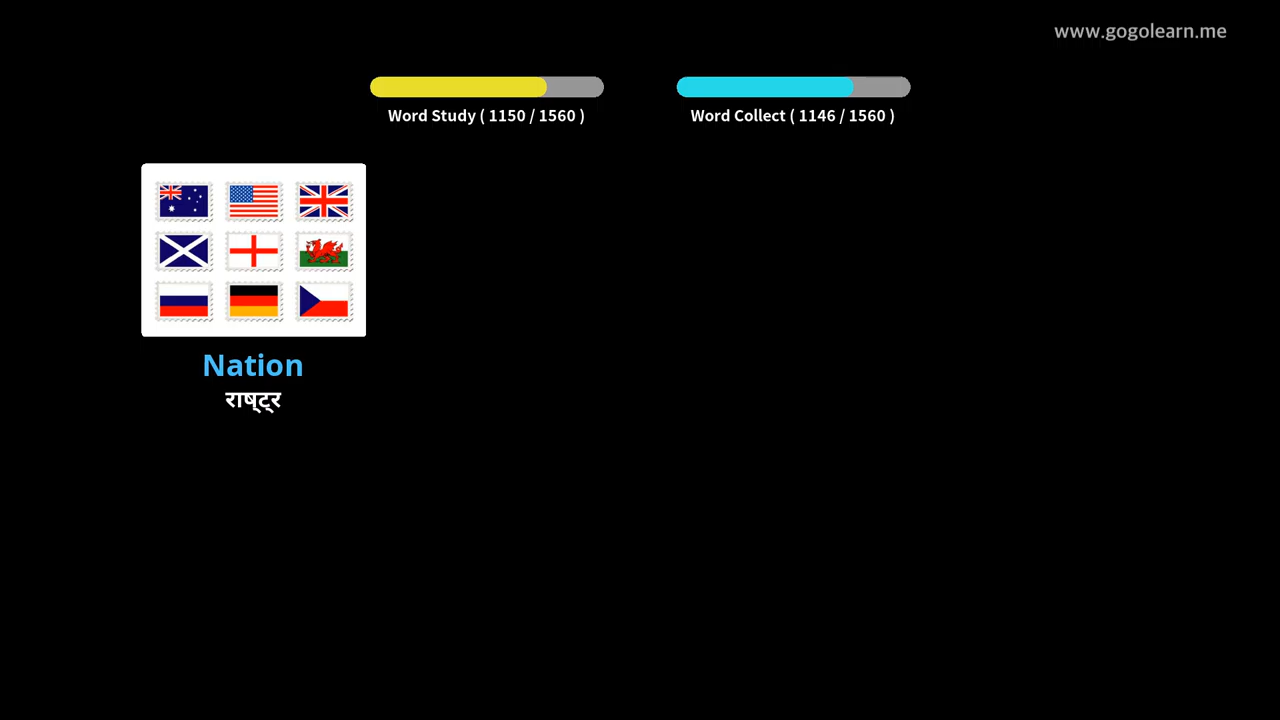 www.gogolearn.me
Word Study ( 1150 / 1560 )
Word Collect ( 1146 / 1560 )
Nation
राष्ट्र